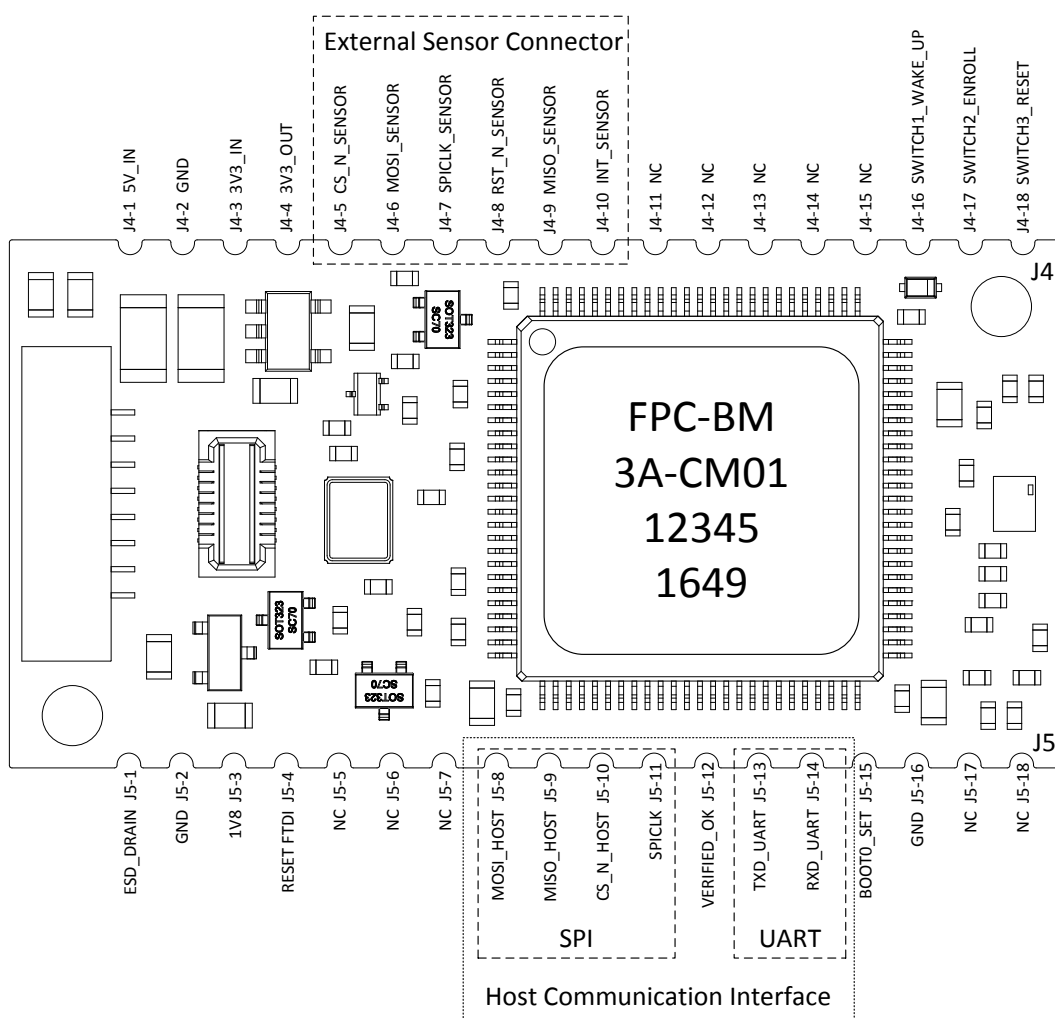 External Sensor Connector
J4-1 5V_IN
J4-2 GND
J4-3 3V3_IN
J4-4 3V3_OUT
J4-5 CS_N_SENSOR
J4-6 MOSI_SENSOR
J4-7 SPICLK_SENSOR
J4-8 RST_N_SENSOR
J4-9 MISO_SENSOR
J4-10 INT_SENSOR
J4-11 NC
J4-12 NC
J4-13 NC
J4-14 NC
J4-15 NC
J4-16 SWITCH1_WAKE_UP
J4-17 SWITCH2_ENROLL
J4-18 SWITCH3_RESET
J4
SOT323
SC70
FPC-BM
3A-CM01
12345
1649
SOT323
SC70
SOT323
SC70
J5
ESD_DRAIN J5-1
GND J5-2
1V8 J5-3
RESET FTDI J5-4
NC J5-5
NC J5-6
NC J5-7
MOSI_HOST J5-8
MISO_HOST J5-9
CS_N_HOST J5-10
SPICLK J5-11
VERIFIED_OK J5-12
TXD_UART J5-13
RXD_UART J5-14
BOOT0_SET J5-15
GND J5-16
NC J5-17
NC J5-18
SPI
UART
Host Communication Interface